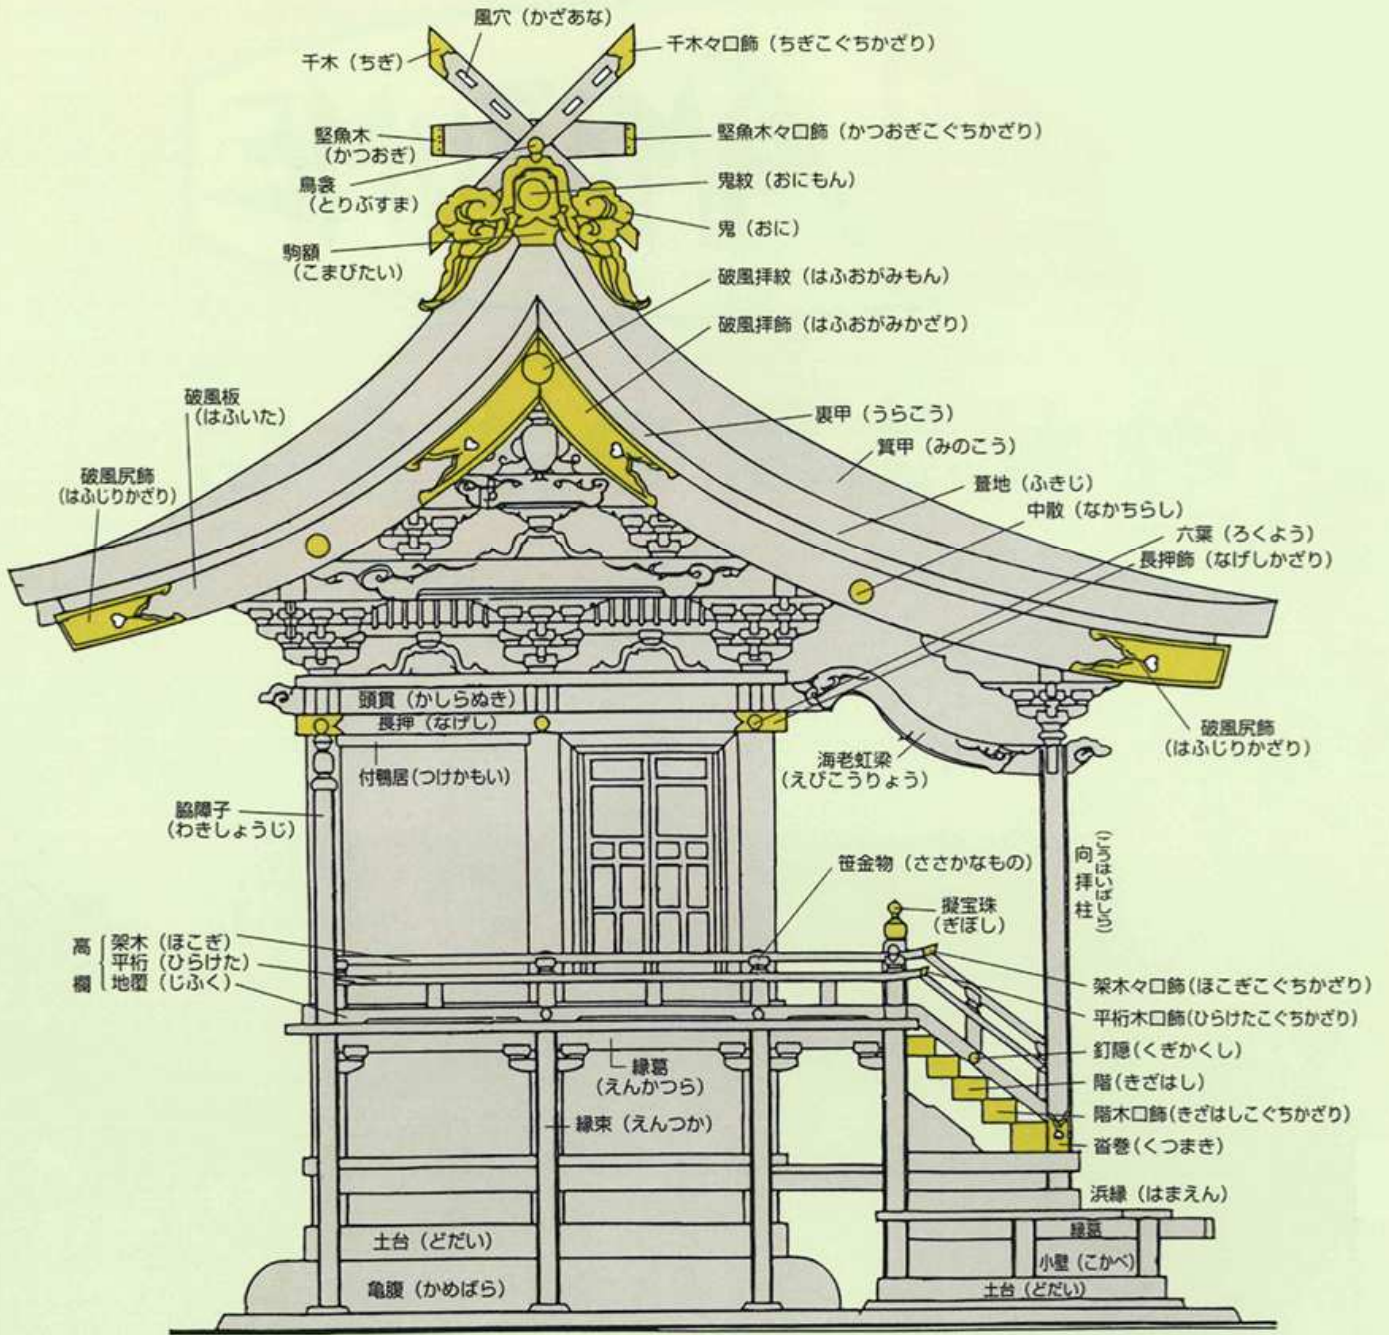 風穴（かざあな）
千木々口飾（ちぎこぐちかざり）
千木（ちぎ）
堅魚木
（かつおぎ）
堅魚木々口飾（かつおぎこぐちかざり）
鳥衾
（とりぶすま）
鬼紋（おにもん）
鬼（おに）
駒額
（こまびたい）
破風拝紋（はふおがみもん）
破風拝飾（はふおがみかざり）
破風板
（はふいた）
裏甲（うらこう）
箕甲（みのこう）
破風尻飾
（はふじりかざり）
葺地（ふきじ）
中散（なかちらし）
六葉（ろくよう）
長押飾（なげしかざり）
頭貫（かしらぬき）
長押（なげし）
破風尻飾
（はふじりかざり）
海老虹梁
（えびこうりょう）
付鴨居（つけかもい）
脇障子
（わきしょうじ）
向拝柱
（こうはいばしら）
笹金物（ささかなもの）
擬宝珠
（ぎぼし）
高欄
架木（ほこぎ）
平桁（ひらけた）
地覆（じふく）
架木々口飾（ほこぎこぐちかざり）
平桁木口飾（ひらけたこぐちかざり）
釘隠（くぎかくし）
縁葛
（えんかつら）
階（きざはし）
階木口飾（きざはしこぐちかざり）
縁束（えんつか）
沓巻（くつまき）
浜縁（はまえん）
縁葛
土台（どだい）
小壁（こかべ）
亀腹（かめばら）
土台（どだい）